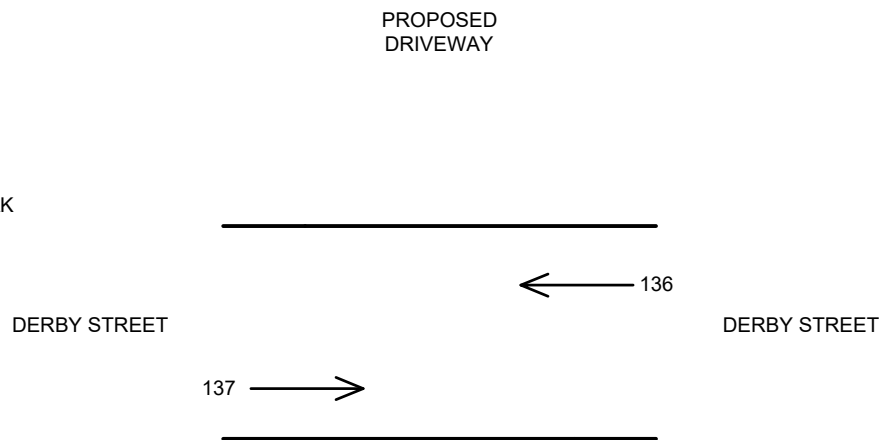 PROPOSED
DRIVEWAY
K
136
DERBY STREET
DERBY STREET
137